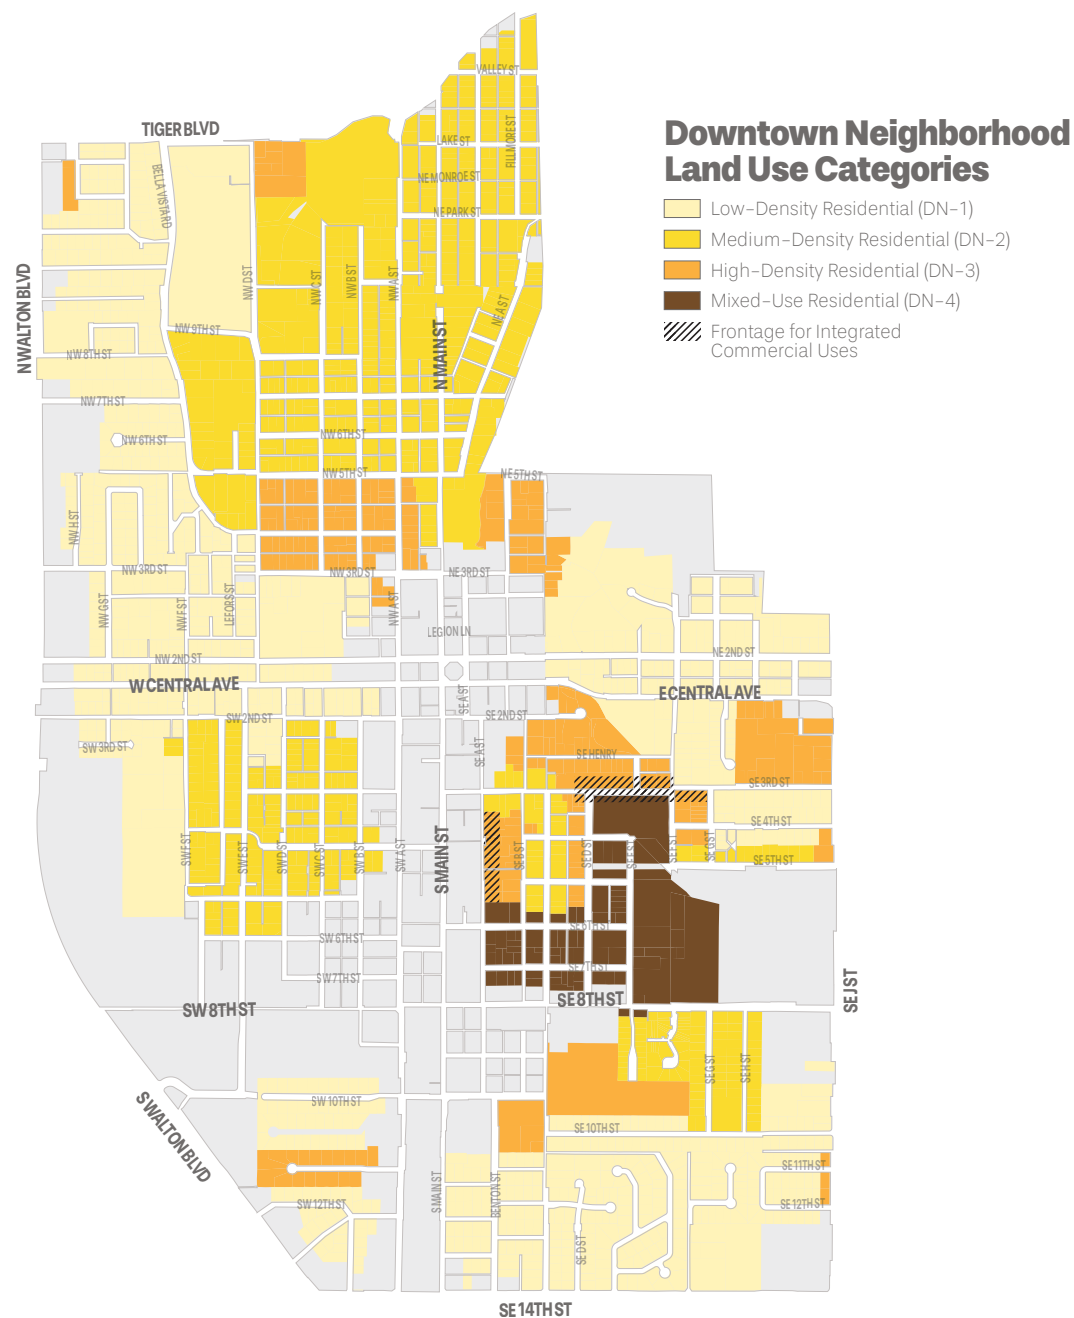 Downtown Neighborhood
Land Use Categories
Low-Density Residential (DN-1)
Medium-Density Residential (DN-2)
High-Density Residential (DN-3)
Mixed-Use Residential (DN-4)
Frontage for Integrated
Commercial Uses
VALLEY ST
TIGER BLVD
LAKE ST
FILLMORE ST
BELLA VISTA RD
NE MONROE ST
NE PARK ST
NW D ST
NW C ST
NW B ST
NW A ST
NE A ST
N WALTON BLVD
N MAIN ST
NW 9TH ST
NW 8TH ST
NW 7TH ST
NW 6TH ST
NW 6TH ST
NW 5TH ST
NE 5TH ST
NW H ST
NW 3RD ST
NW 3RD ST
NE 3RD ST
NW G ST
NW F ST
LEFORS ST
NW A ST
LEGION LN
NW 2ND ST
NE 2ND ST
W CENTRAL AVE
E CENTRAL AVE
SE A ST
SW 2ND ST
SE 2ND ST
SW 3RD ST
SE A ST
SE HENRY
SE 3RD ST
SE 4TH ST
SW F ST
SW E ST
SW D ST
SW C ST
SW B ST
SW A ST
S MAIN ST
SE B ST
SE D ST
SE E ST
SE F ST
SE G ST
SE 5TH ST
SE 6TH ST
SW 6TH ST
SE 7TH ST
SW 7TH ST
SE J ST
SW 8TH ST
SE 8TH ST
SE G ST
SE H ST
S WALTON BLVD
SW 10TH ST
SE 10TH ST
SE 11TH ST
S MAIN ST
BENTON ST
SW 12TH ST
SE 12TH ST
SE D ST
SE 14TH ST